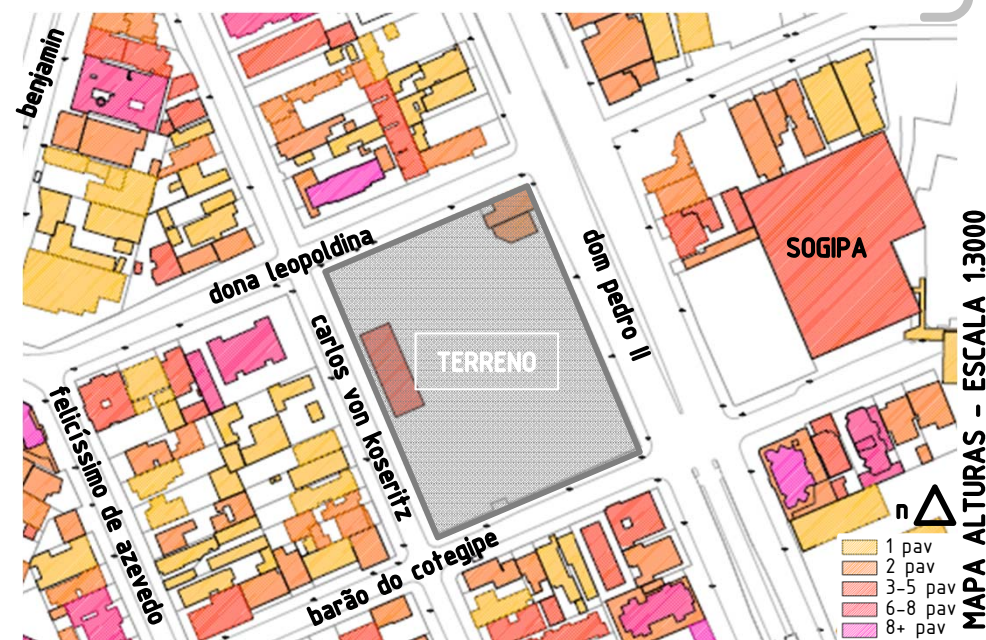 benjamin
dona leopoldina
dom pedro II
SOGIPA
carlos von koseritz
TERRENO
felicíssimo de azevedo
barão do cotegipe
n
1 pav
2 pav
3-5 pav
6-8 pav
8+ pav
MAPA ALTURAS - ESCALA 1.3000